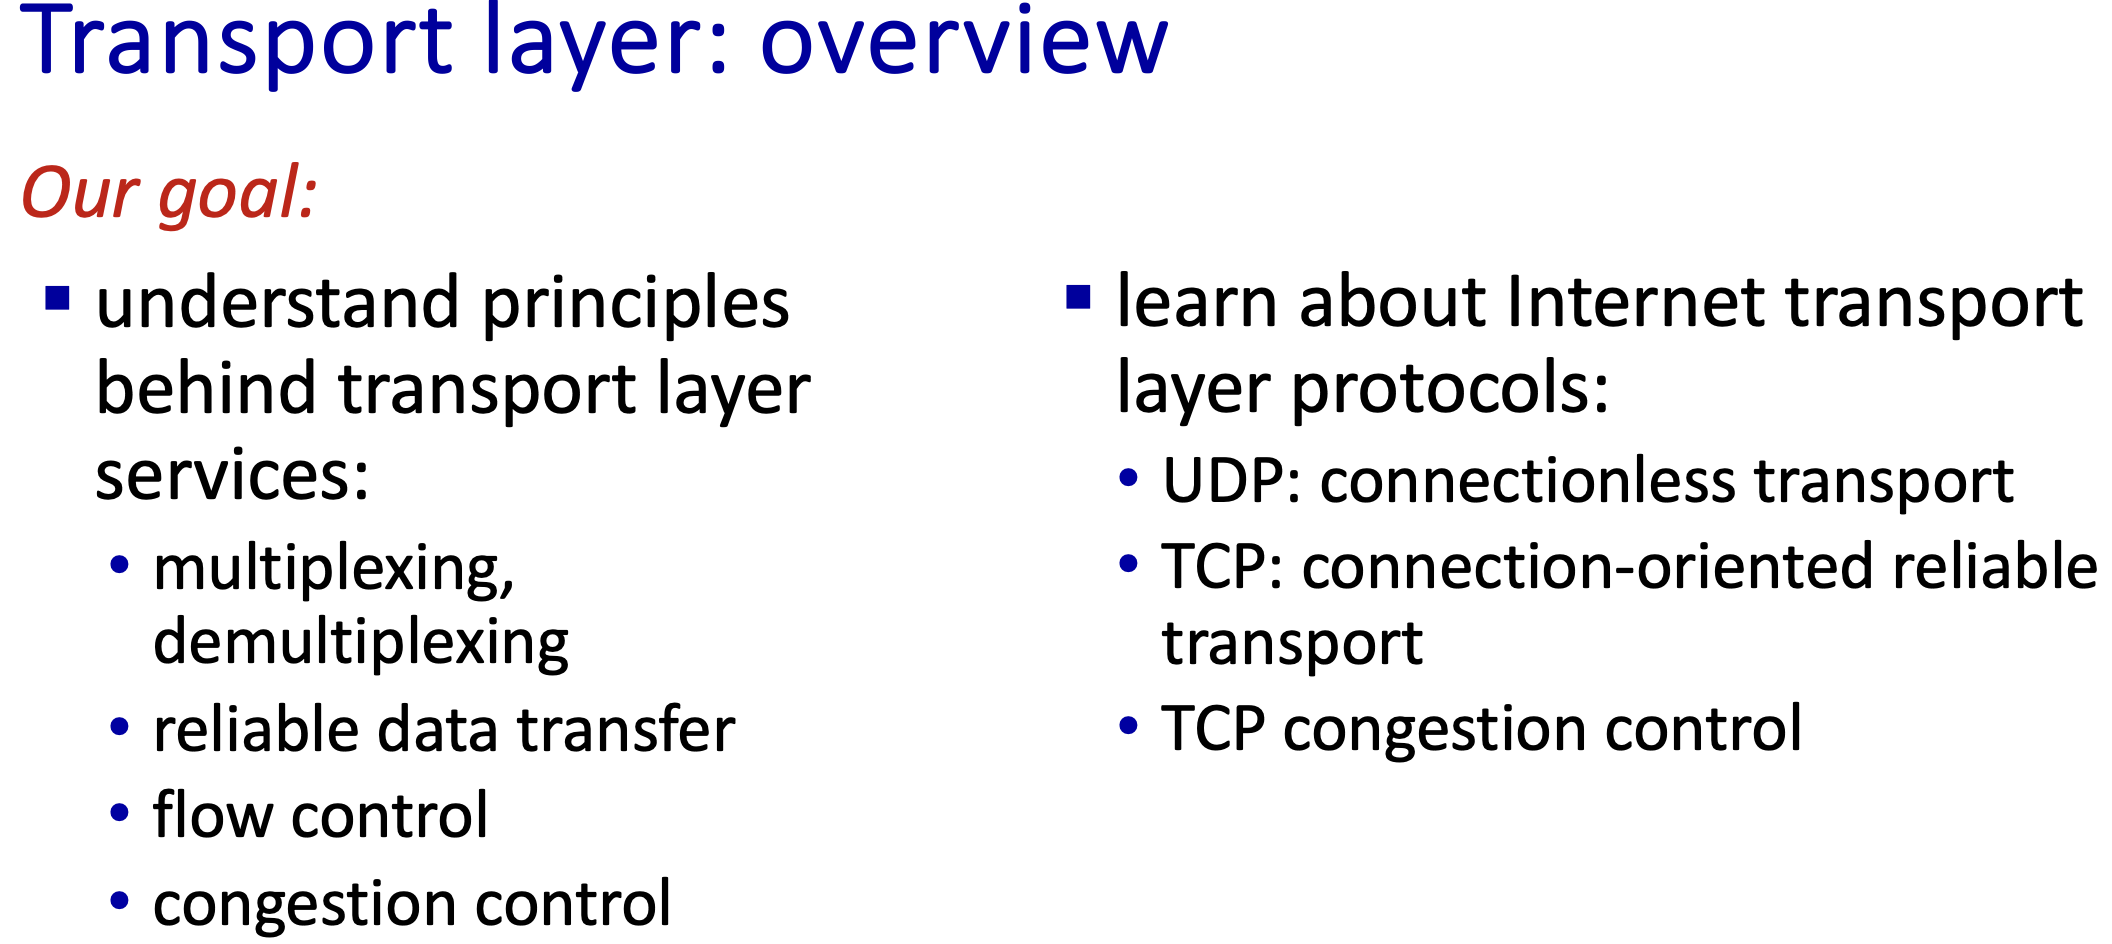 Transport layer: overview
Our goal:
▪ understand principles
behind transport layer
services:
• multiplexing,
demultiplexing
• reliable data transfer
• flow control
• congestion control
▪ learn about Internet transport
layer protocols:
• UDP: connectionless transport
• TCP: connection-oriented reliable
transport
• TCP congestion control